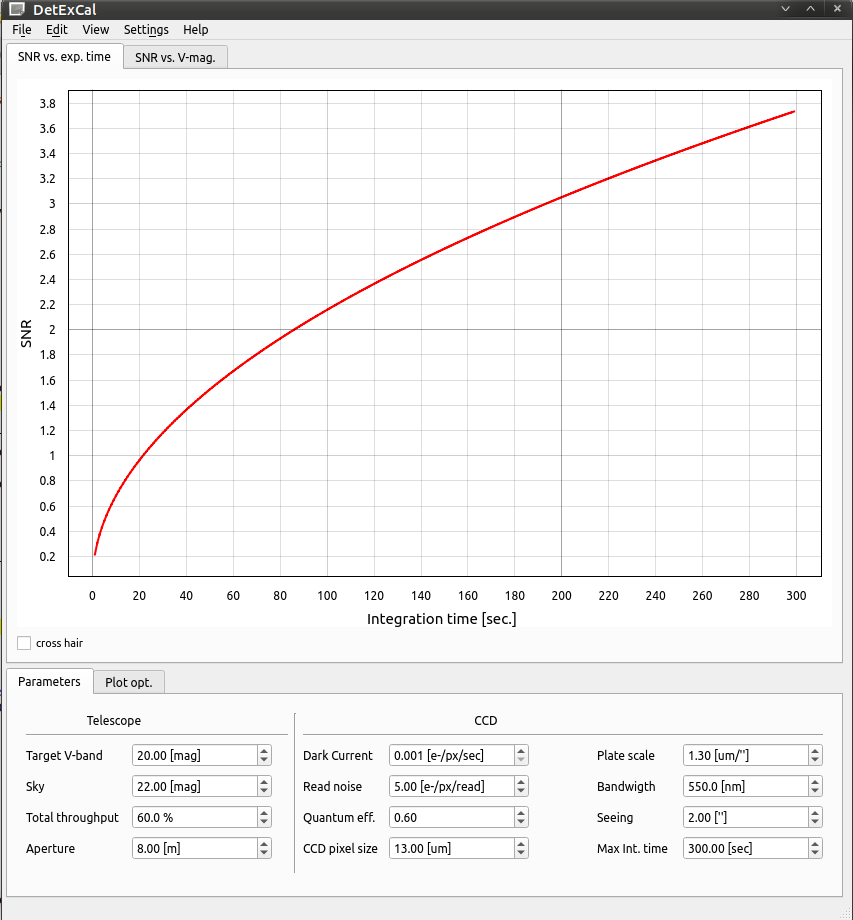 DetExCal
File Edit View Settings Help
SNR vs. exp. time SNR vs. V-mag.
3.8
3.6
3.4
3.2
3
2.8
2.6
2.4
2.2
2
1.8
1.6
1.4
1.2
1
0.8
0.6
0.4
0.2
SNR
0 20 40 60 80 100 120 140 160 180 200 220 240 260 280 300
Integration time [sec.]
cross hair
Parameters Plot opt.
Telescope CCD
Target V-band 20.00 [mag] Dark Current 0.001 [e-/px/sec] Plate scale 1.30 [um/'']
Sky 22.00 [mag] Read noise 5.00 [e-/px/read] Bandwigth 550.0 [nm]
Total throughput 60.0 % Quantum eff. 0.60 Seeing 2.00 ['']
Aperture 8.00 [m] CCD pixel size 13.00 [um] Max Int. time 300.00 [sec]